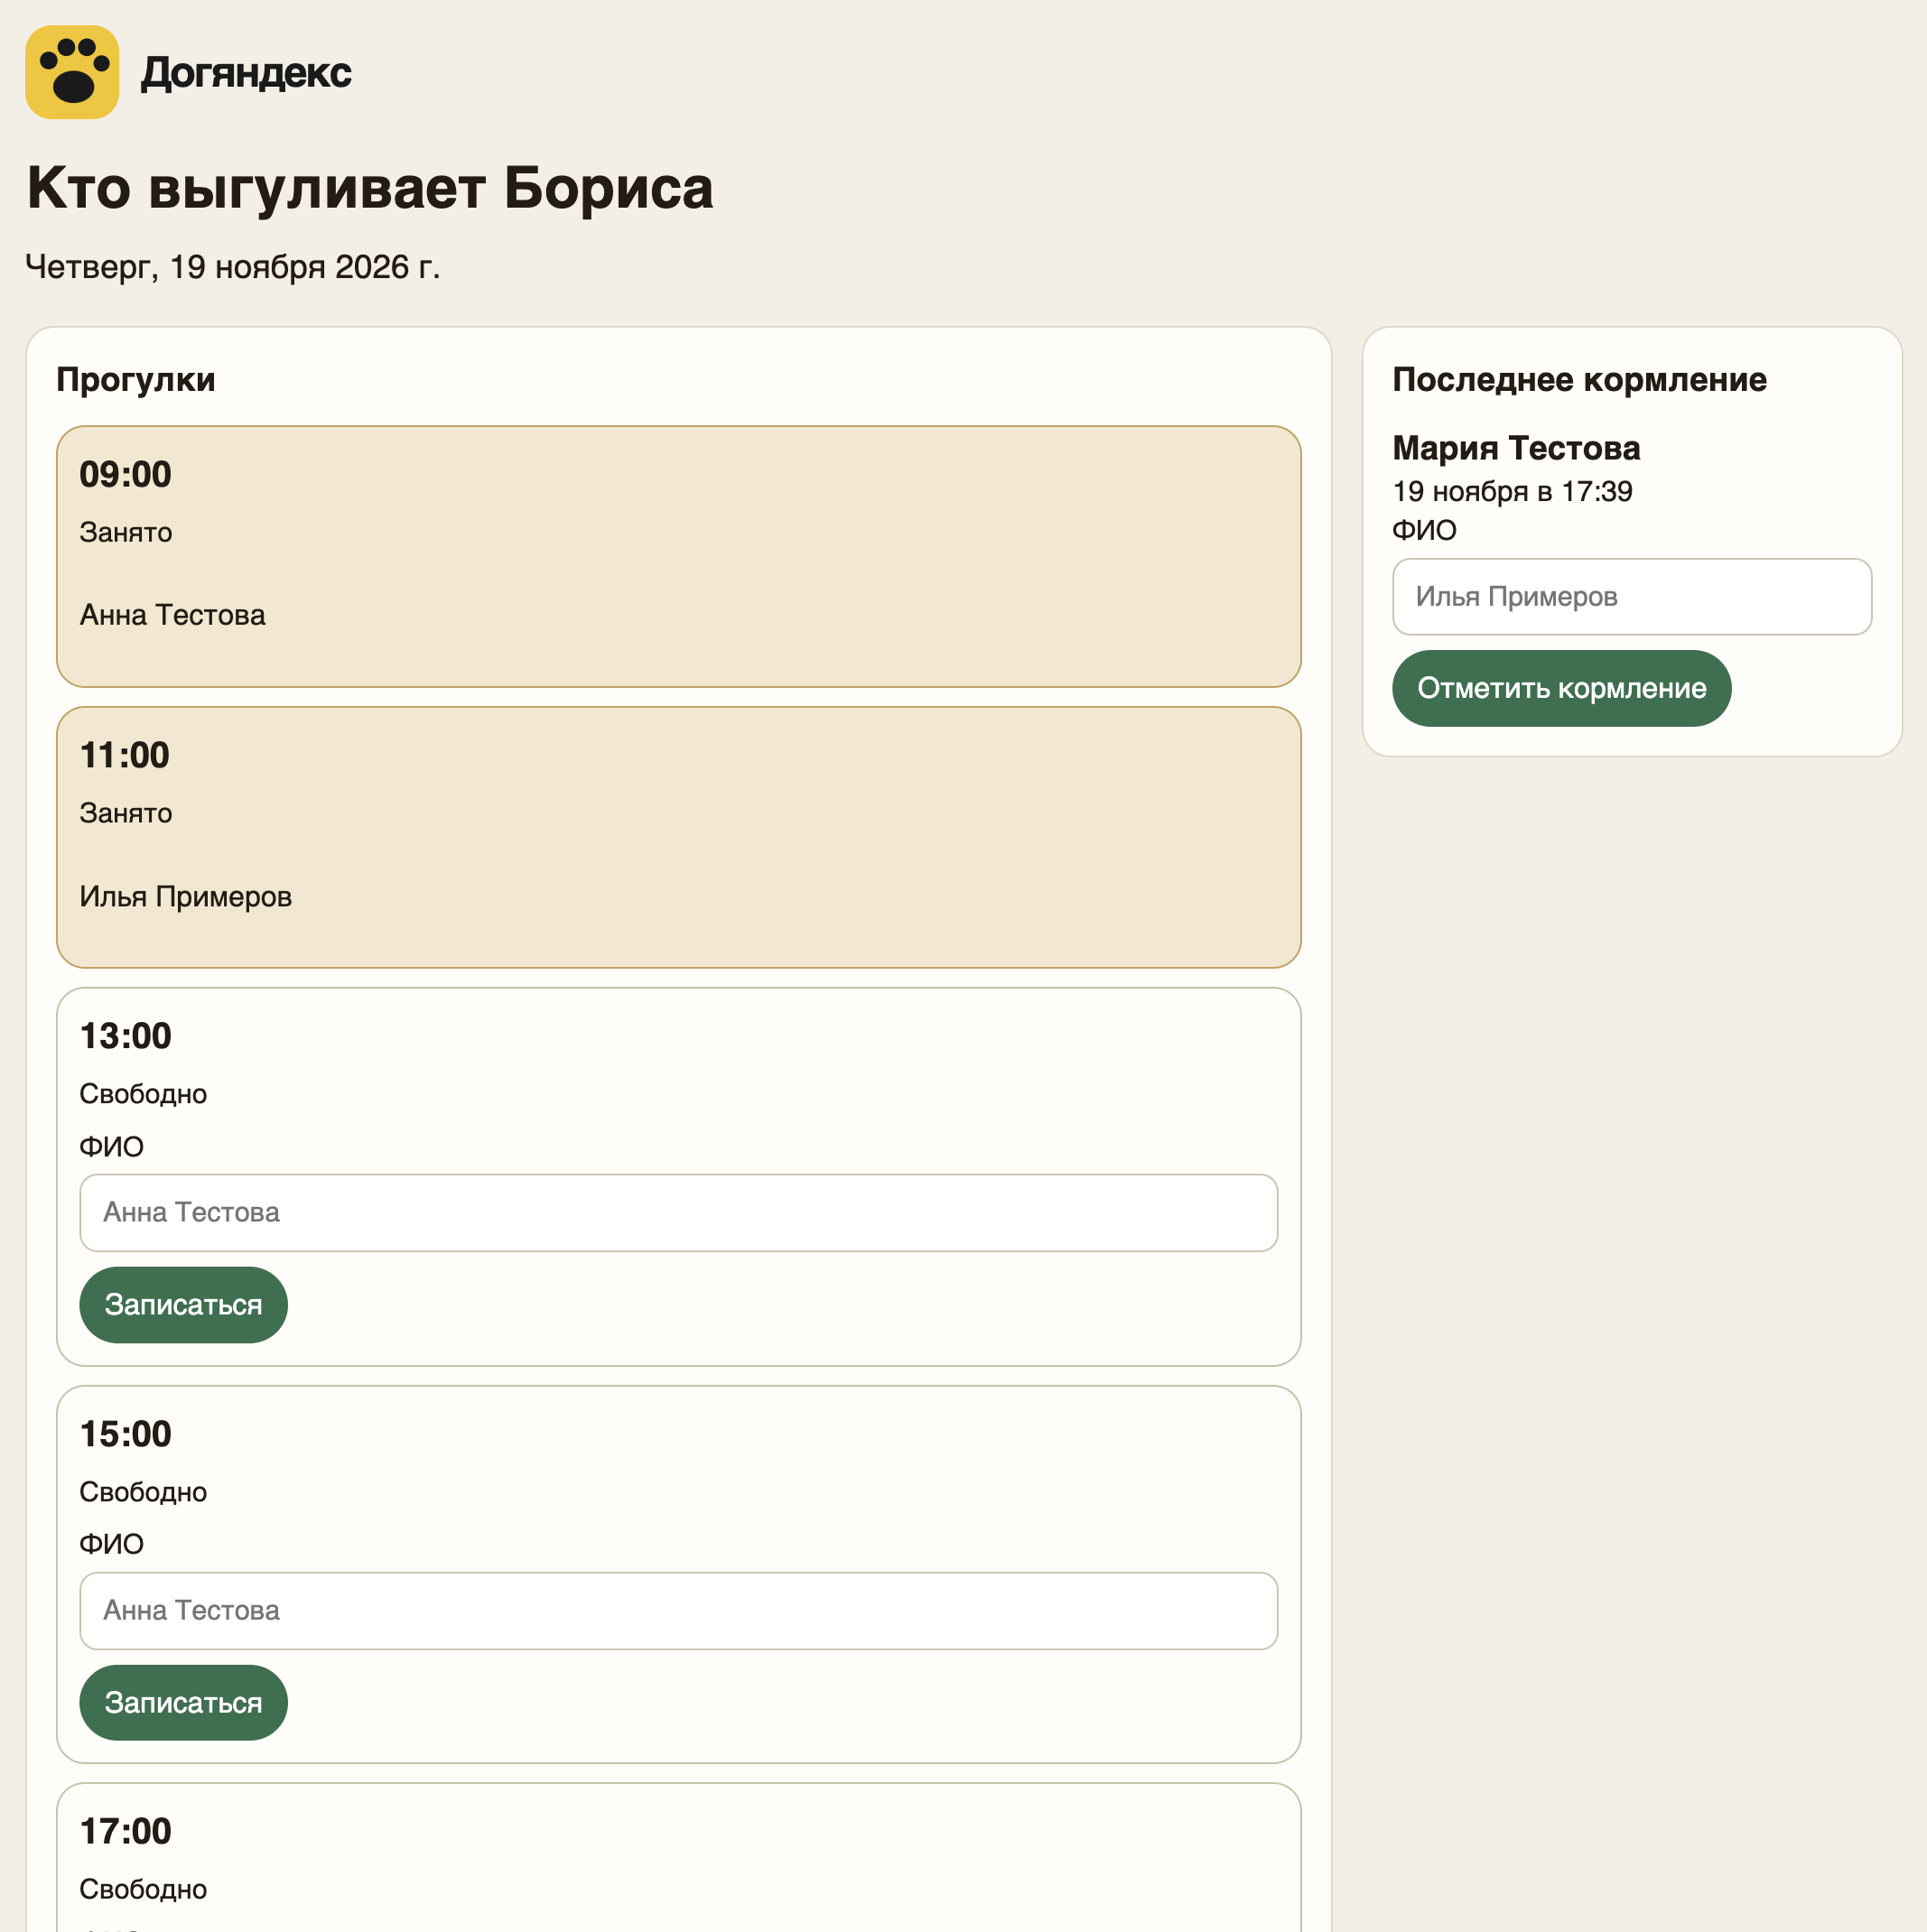 Догяндекс
Кто выгуливает Бориса
Четверг, 19 ноября 2026 г.
Прогулки
09:00
Занято
Анна Тестова
11:00
Занято
Илья Примеров
13:00
Свободно
ФИО
Анна Тестова
Записаться
15:00
Свободно
ФИО
Анна Тестова
Записаться
17:00
Свободно
Последнее кормление
Мария Тестова
19 ноября в 17:39
ФИО
Илья Примеров
Отметить кормление